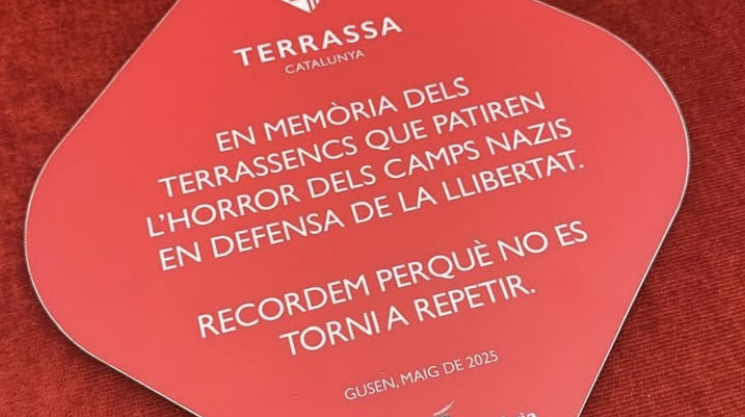 TERRASSA
CATALUNYA
EN MEMÒRIA DELS
TERRASSENCS QUE PATIREN
L'HORROR DELS CAMPS NAZIS
EN DEFENSA DE LA LLIBERTAT.
RECORDEM PERQUÈ NO ES
TORNI A REPETIR.
GUSEN, MAIG DE 2025